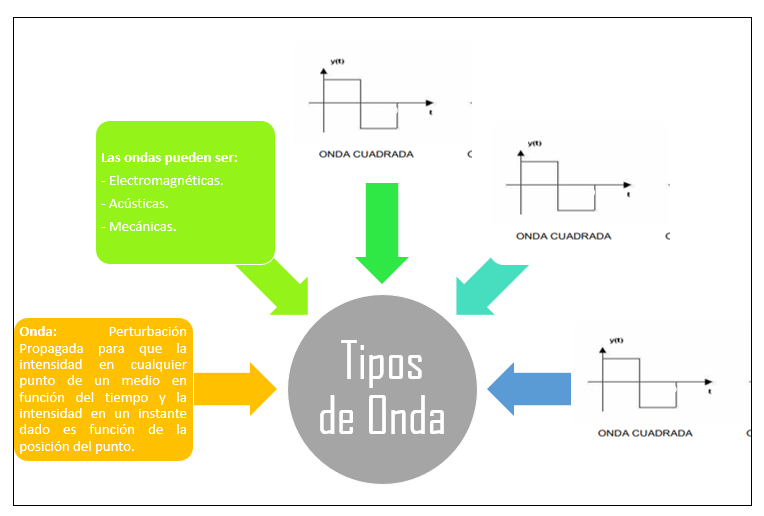 y(t)
t
ONDA CUADRADA
Las ondas pueden ser:
- Electromagnéticas.
- Acústicas.
- Mecánicas.
y(t)
t
ONDA CUADRADA
Onda: Perturbación
Propagada para que la
intensidad en cualquier
punto de un medio en
función del tiempo y la
intensidad en un instante
dado es función de la
posición del punto.
Tipos
de Onda
y(t)
t
ONDA CUADRADA